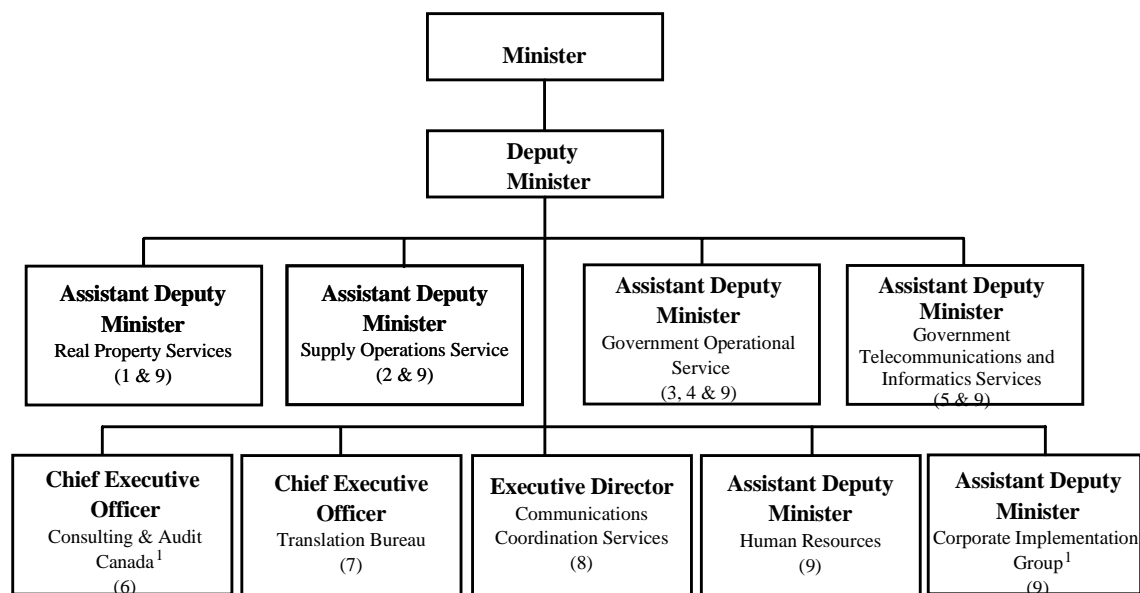 Minister
Deputy
Minister
Assistant Deputy
Minister
Real Property Services
(1 & 9)
Assistant Deputy
Minister
Supply Operations Service
(2 & 9)
Assistant Deputy
Minister
Government Operational
Service
(3, 4 & 9)
Assistant Deputy
Minister
Government
Telecommunications and
Informatics Services
(5 & 9)
Chief Executive
Officer
Consulting & Audit
Canada¹
(6)
Chief Executive
Officer
Translation Bureau
(7)
Executive Director
Communications
Coordination Services
(8)
Assistant Deputy
Minister
Human Resources
(9)
Assistant Deputy
Minister
Corporate Implementation
Group¹
(9)